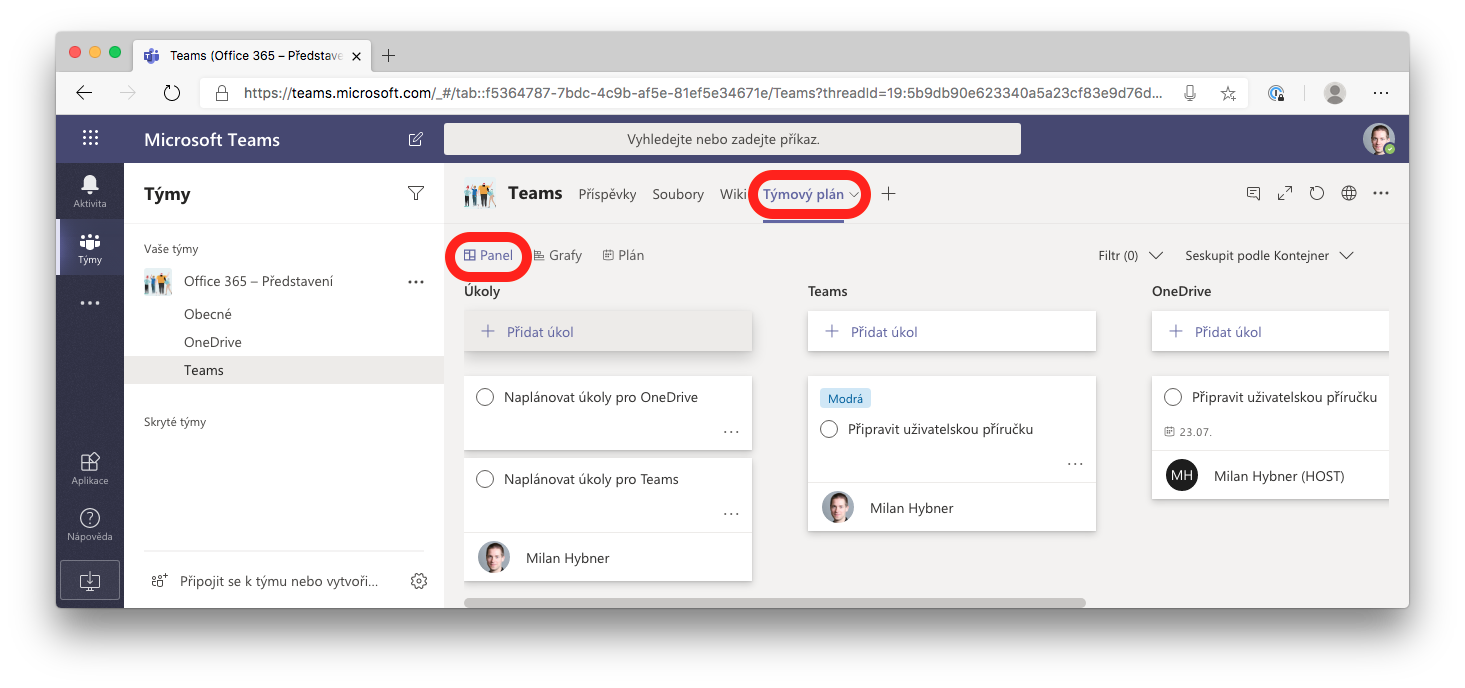 Teams (Office 365 – Představe
https://teams.microsoft.com/_#/tab::f5364787-7bdc-4c9b-af5e-81ef5e34671e/Teams?threadId=19:5b9db90e623340a5a23cf83e9d76d...
Microsoft Teams
Vyhledejte nebo zadejte příkaz.
Aktivita
Týmy
Aplikace
Nápověda
Týmy
Vaše týmy
Office 365 – Představení
Obecné
OneDrive
Teams
Skryté týmy
Připojit se k týmu nebo vytvoři...
Teams Příspěvky Soubory Wiki Týmový plán
Panel Grafy Plán Filtr (0) Seskupit podle Kontejner
Úkoly
Přidat úkol
Naplánovat úkoly pro OneDrive
Naplánovat úkoly pro Teams
Milan Hybner
Teams
Přidat úkol
Modrá
Připravit uživatelskou příručku
Milan Hybner
OneDrive
Přidat úkol
Připravit uživatelskou příručku
23.07.
MH Milan Hybner (HOST)